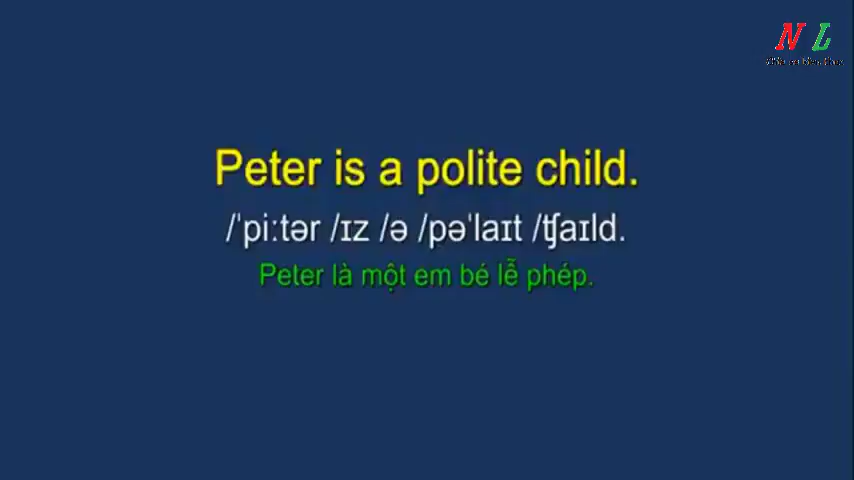 N L
Peter is a polite child.
/ˈpiːtər /ɪz /ə /pəˈlaɪt /ʧaɪld.
Peter là một em bé lễ phép.